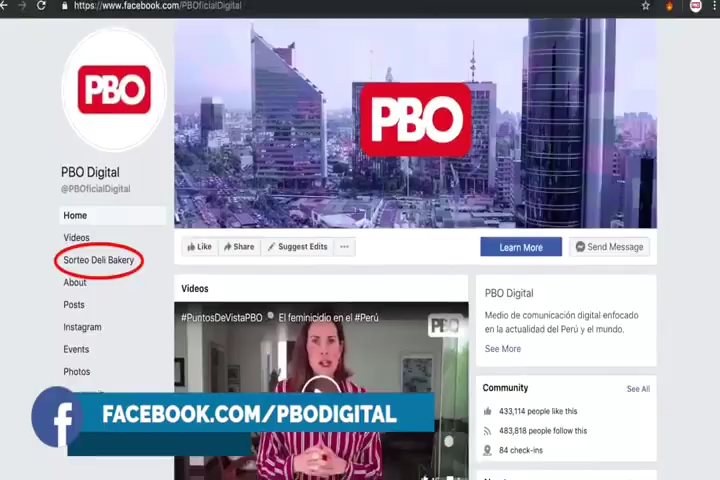 https://www.facebook.com/PBOficialDigital
PBO
PBO
PBO Digital
@PBOficialDigital
Home
Videos
Sorteo Deli Bakery
About
Posts
Instagram
Events
Photos
Like
Share
Suggest Edits
Learn More
Send Message
Videos
#PuntosDeVistaPBO
El feminicidio en el #Perú
PBO
PBO Digital
Medio de comunicación digital enfocado
en la actualidad del Perú y el mundo.
See More
Community
See All
433,114 people like this
483,818 people follow this
84 check-ins
FACEBOOK.COM/PBODIGITAL